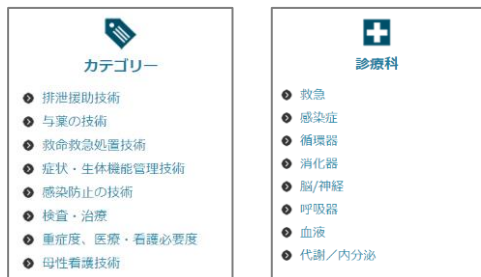 カテゴリー
排泄援助技術
与薬の技術
救命救急処置技術
症状・生体機能管理技術
感染防止の技術
検査・治療
重症度、医療・看護必要度
母性看護技術
診療科
救急
感染症
循環器
消化器
脳/神経
呼吸器
血液
代謝／内分泌